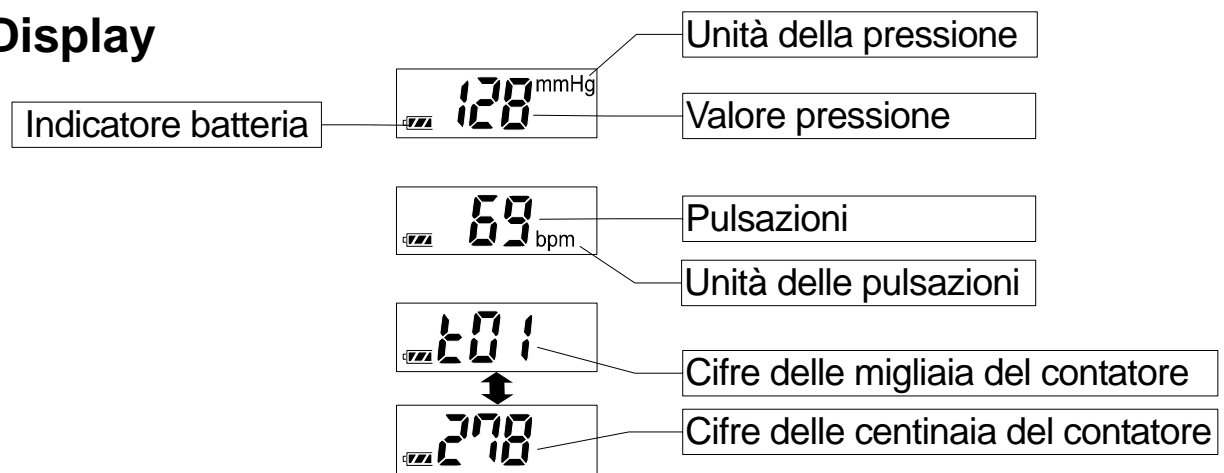 Display
Unità della pressione
128 mmHg
Indicatore batteria
Valore pressione
69 bpm
Pulsazioni
Unità delle pulsazioni
t01
Cifre delle migliaia del contatore
278
Cifre delle centinaia del contatore